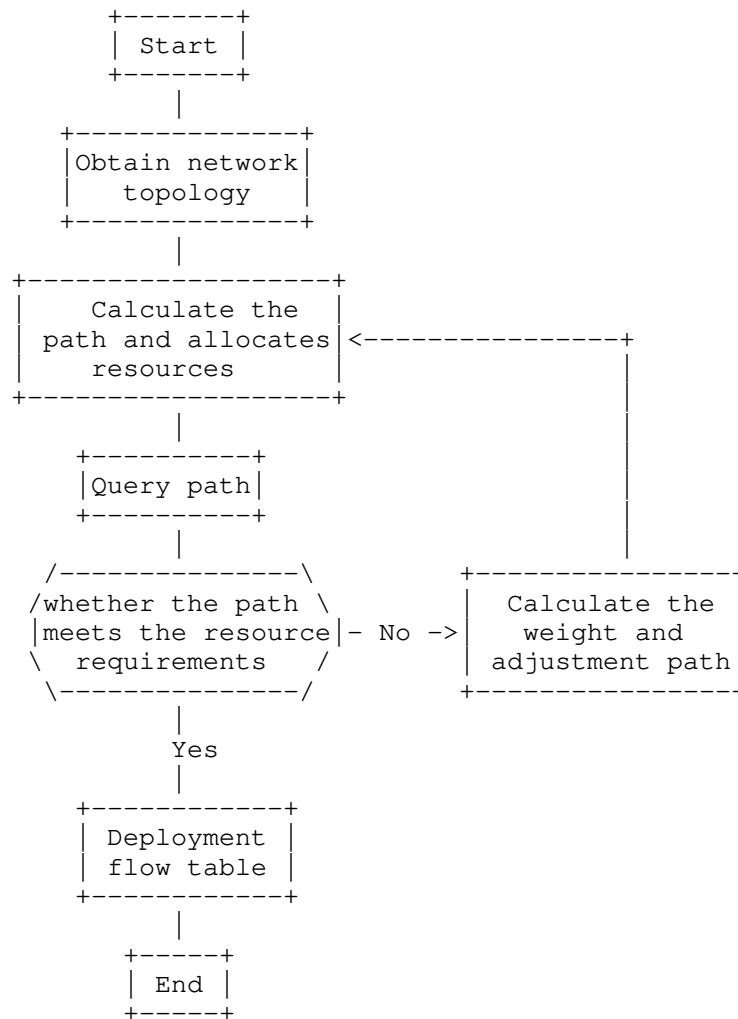 Start
Obtain network
topology
Calculate the
path and allocates
resources
Query path
whether the path
meets the resource
requirements
No
Calculate the
weight and
adjustment path
Yes
Deployment
flow table
End